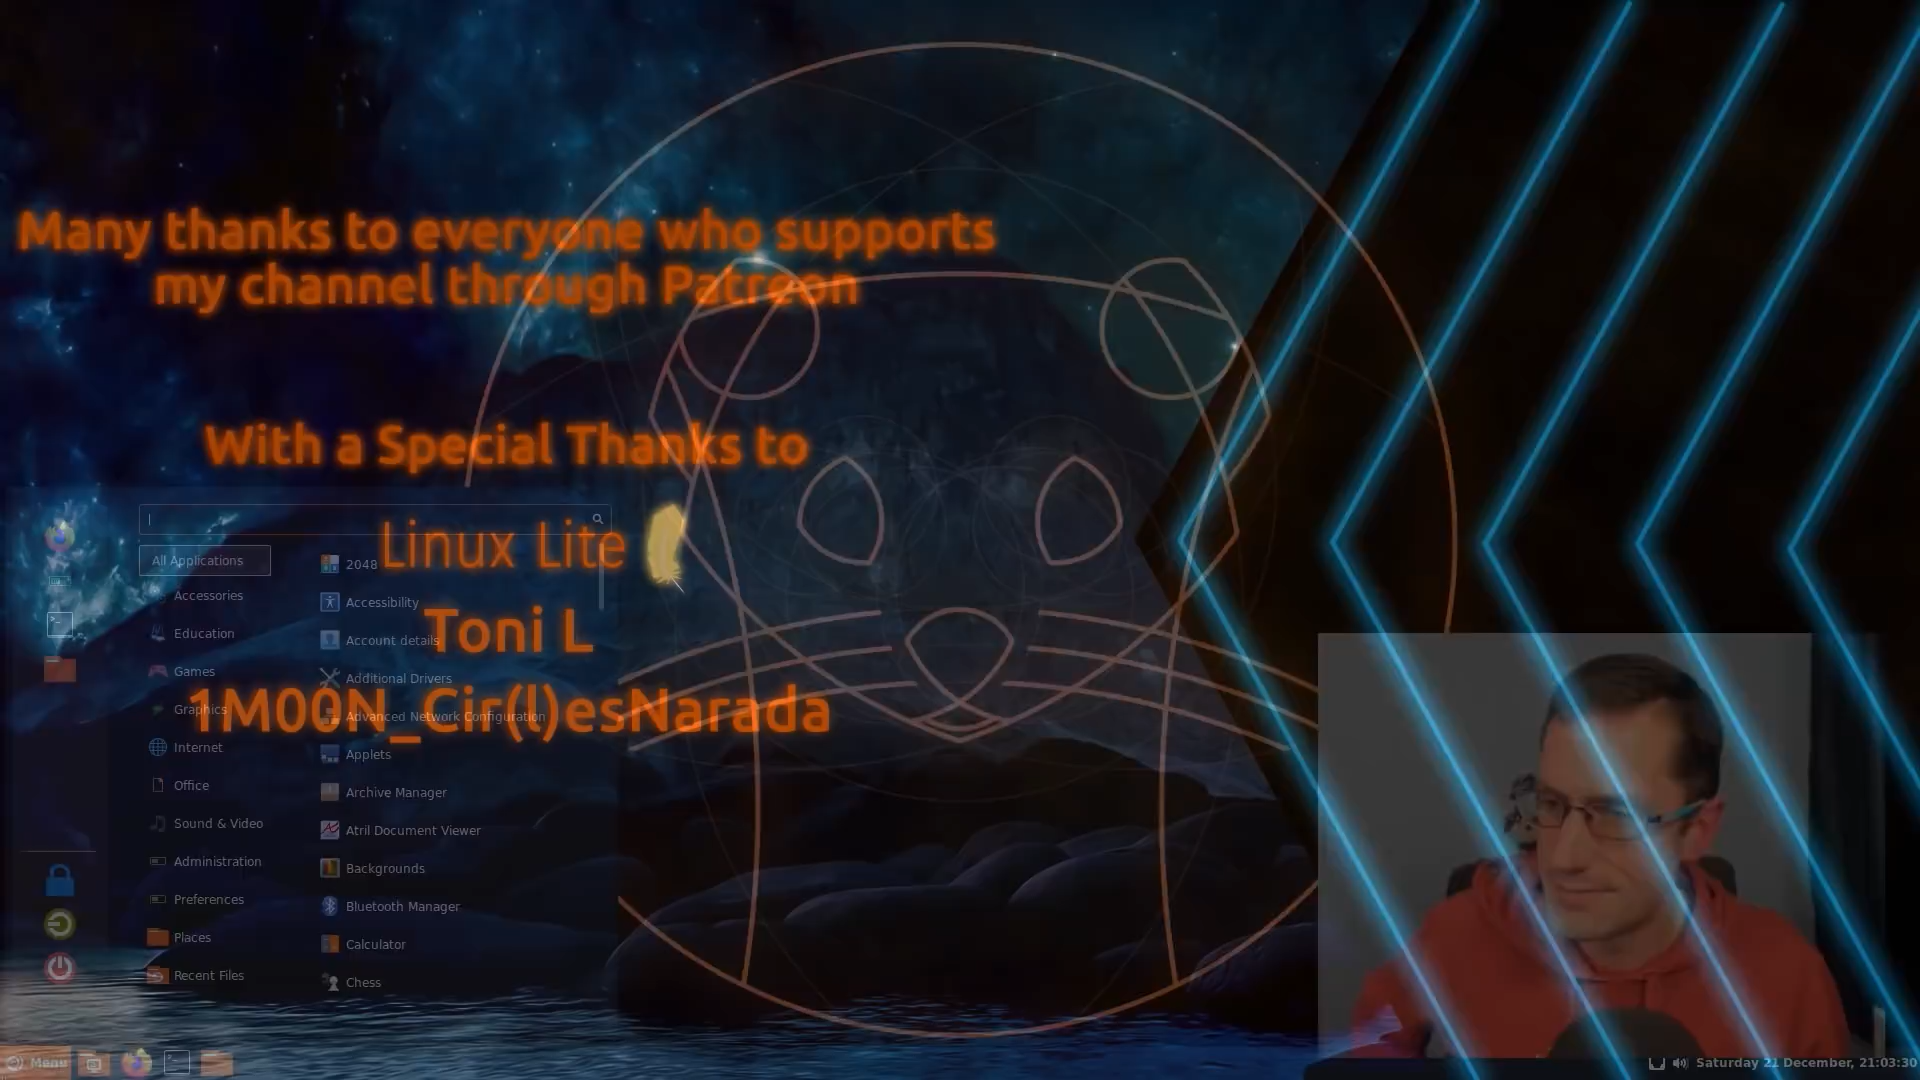 Many thanks to everyone who supports
my channel through Patreon
With a Special Thanks to
Linux Lite
Toni L
1M00N_Cir(l)esNarada
All Applications
Accessories
Education
Games
Graphics
Internet
Office
Sound & Video
Administration
Preferences
Places
Recent Files
2048
Accessibility
Account details
Additional Drivers
Advanced Network Configuration
Applets
Archive Manager
Atril Document Viewer
Backgrounds
Bluetooth Manager
Calculator
Chess
Menu
Saturday 21 December, 21:03:30